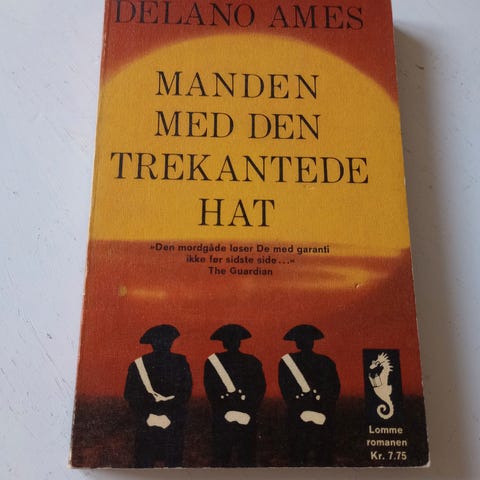 DELANO AMES
MANDEN
MED DEN
TREKANTEDE
HAT
»Den mordgåde løser De med garanti
ikke før sidste side...«
The Guardian
Lomme
romanen
Kr. 7.75